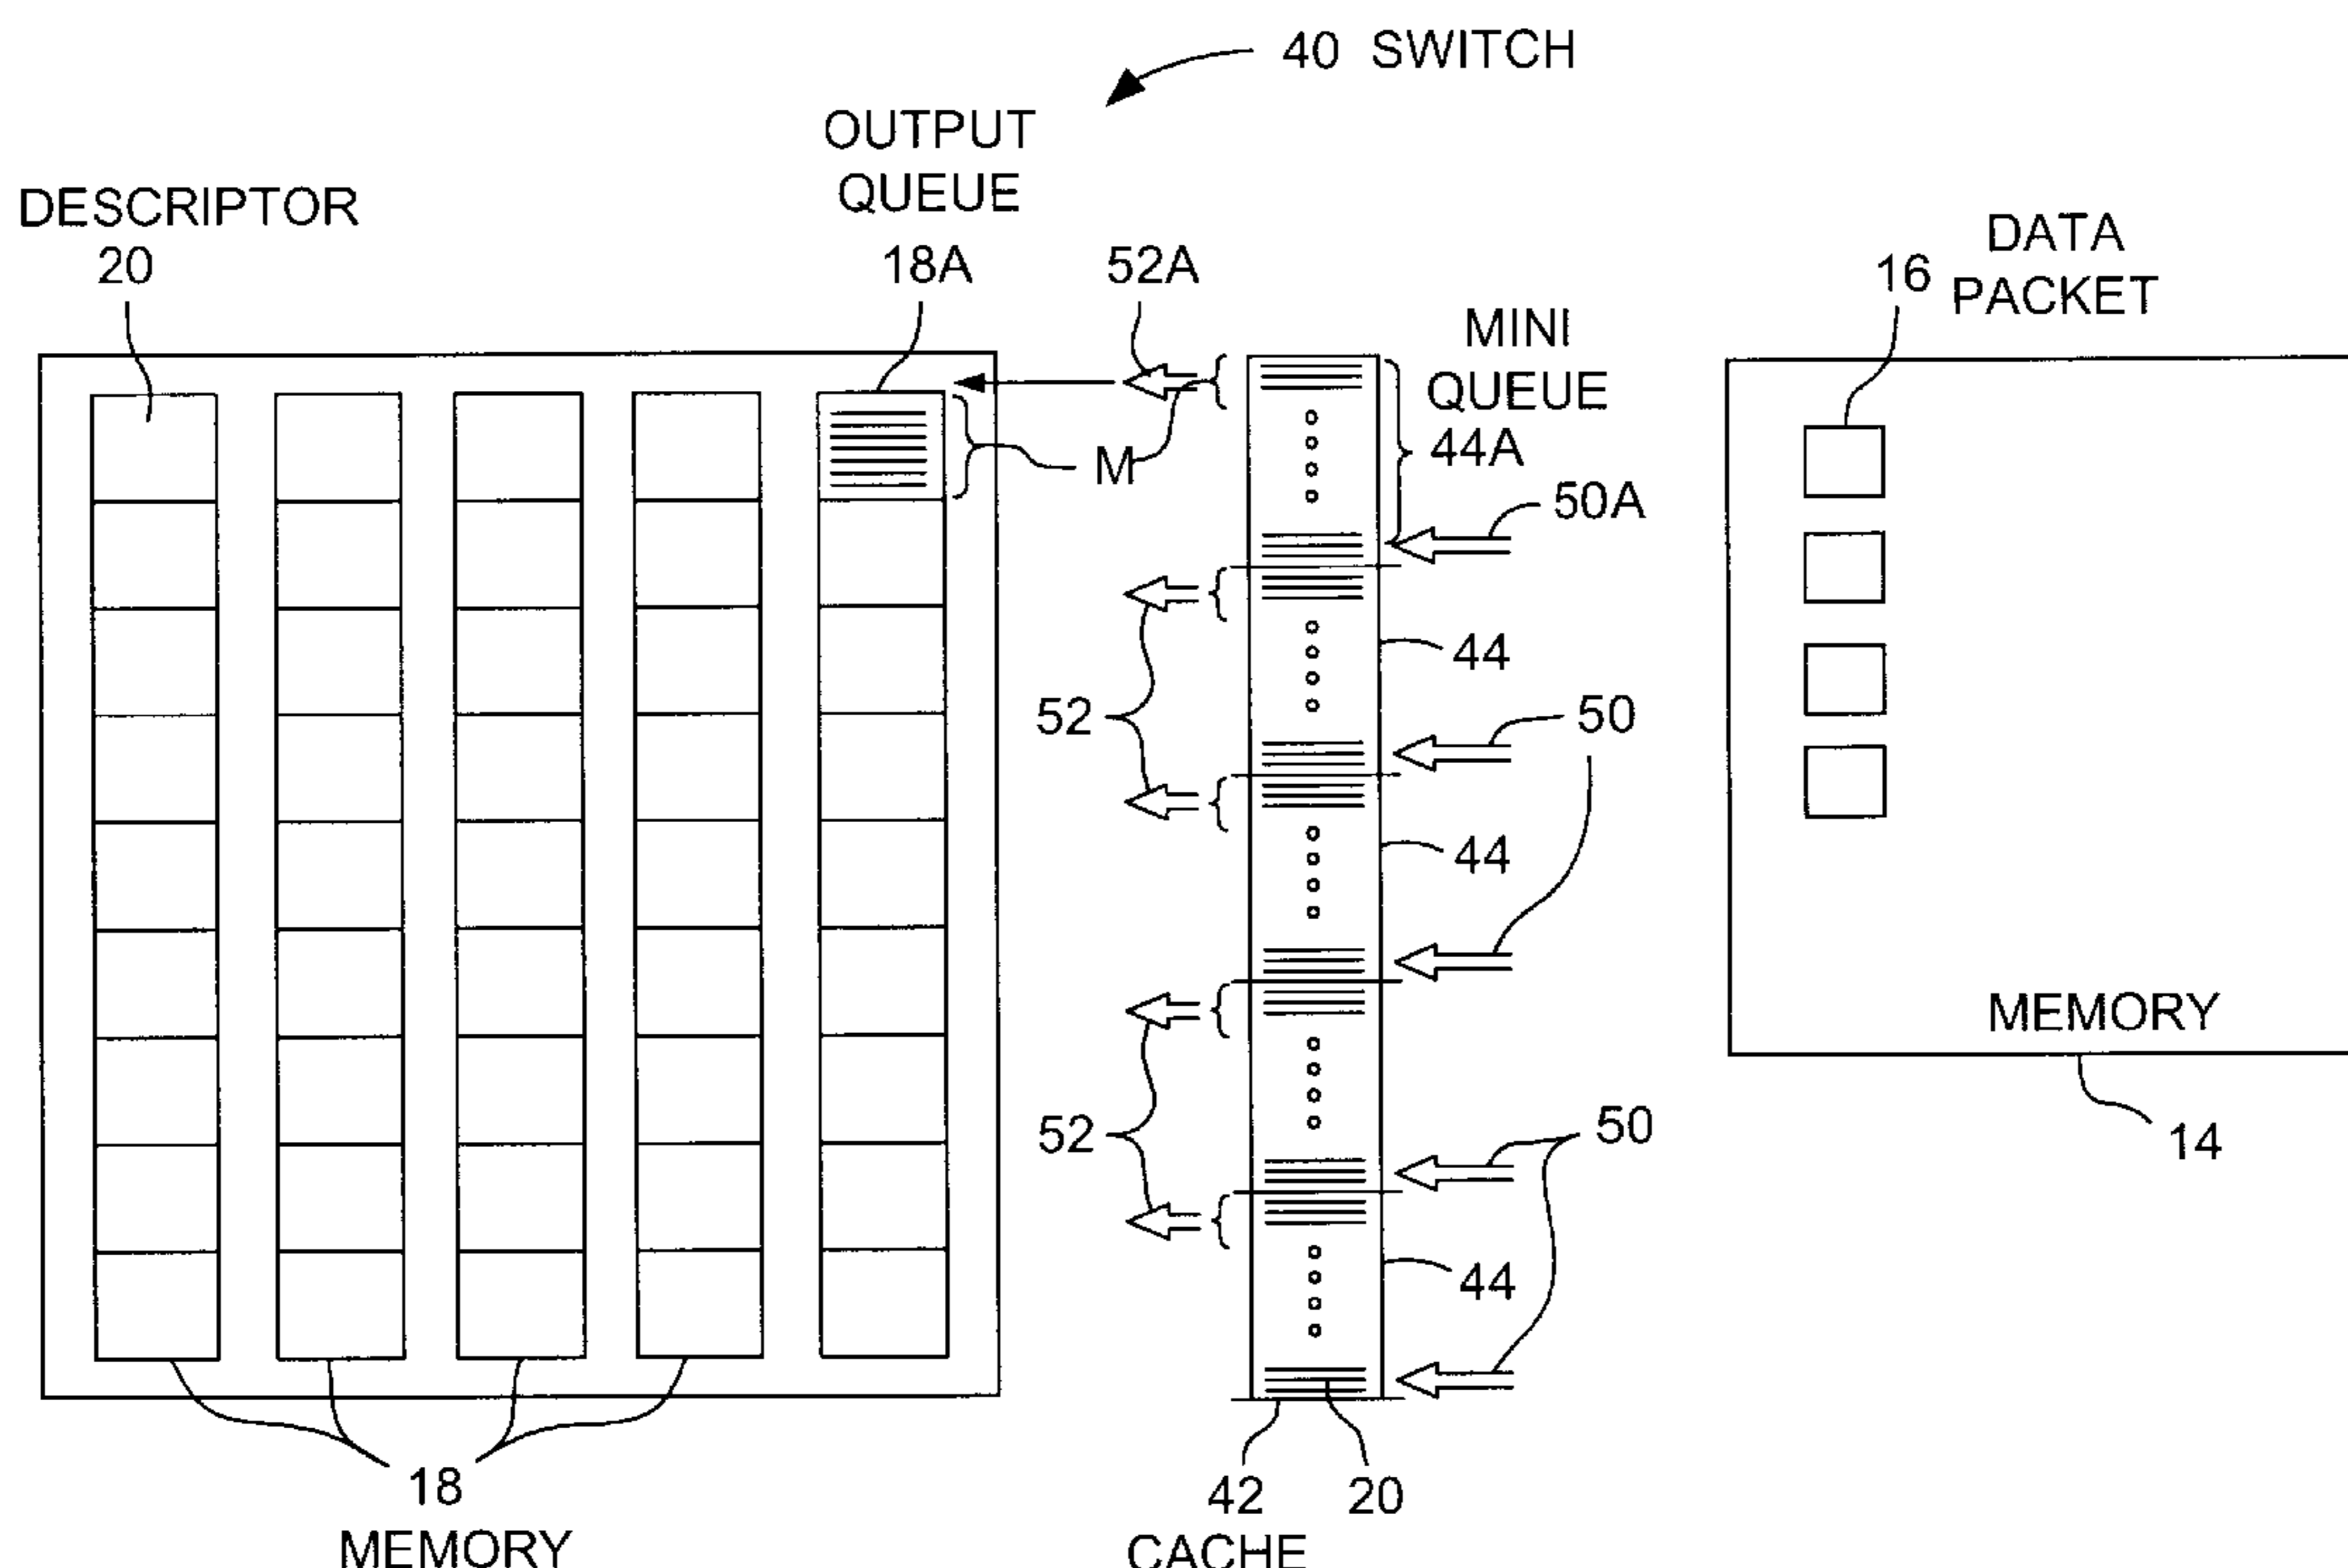 40 SWITCH
OUTPUT
QUEUE
DESCRIPTOR
20
18A
52A
DATA
PACKET
16
MINI
QUEUE
44A
M
50A
44
52
50
44
MEMORY
14
52
50
44
18
MEMORY
42
CACHE
20